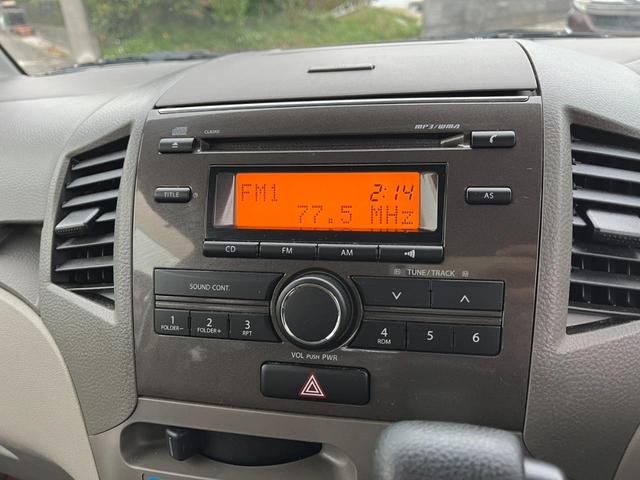 MP3/WMA
TITLE
FM1 2:14
77.5 MHz
AS
CD FM AM
TUNE/TRACK
SOUND CONT.
1 FOLDER−
2 FOLDER+
3 RPT
4 RDM
5
6
VOL PUSH PWR